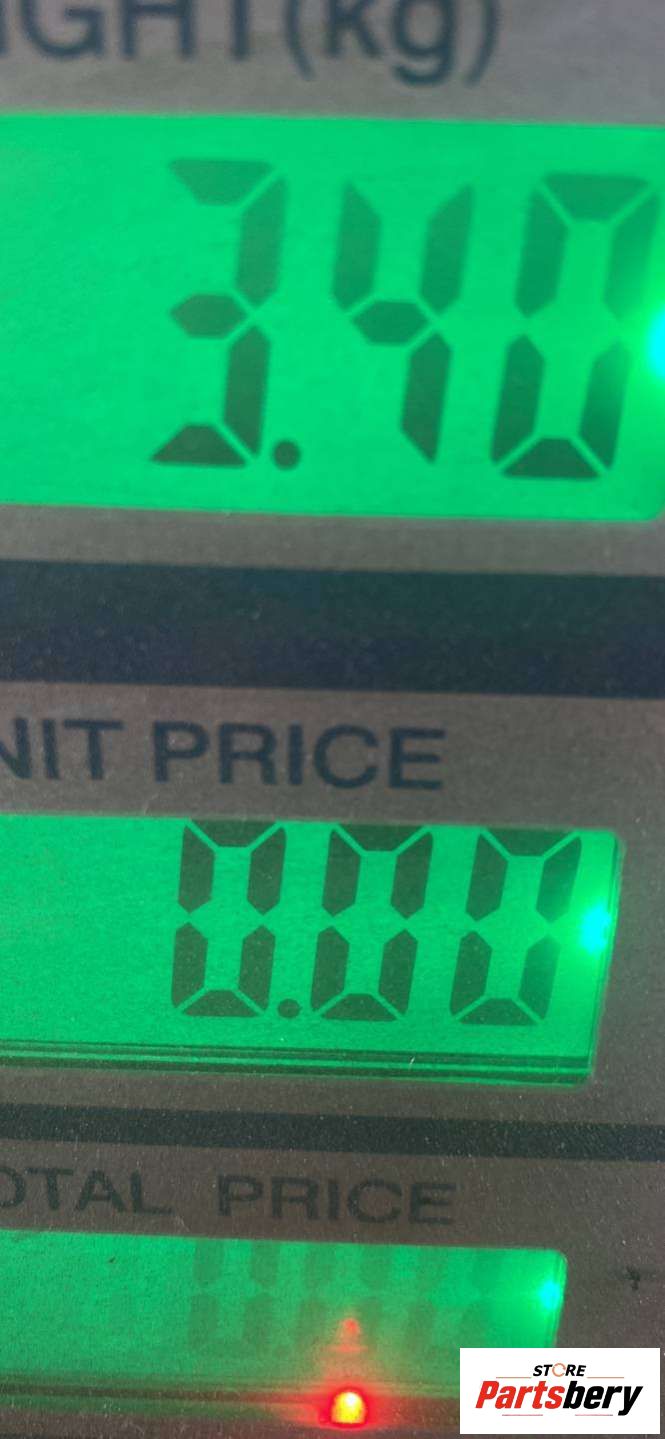 IGHT(kg)
3.40
NIT PRICE
0.00
OTAL PRICE
STORE
Partsbery